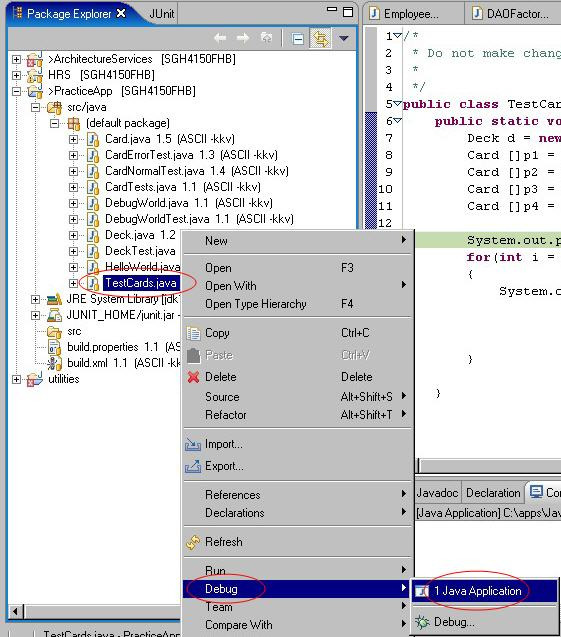 Package Explorer
JUnit
>ArchitectureServices [SGH4150FHB]
HRS [SGH4150FHB]
>PracticeApp [SGH4150FHB]
src/java
(default package)
Card.java 1.5 (ASCII -kkv)
CardErrorTest.java 1.3 (ASCII -kkv)
CardNormalTest.java 1.4 (ASCII -kkv)
CardTests.java 1.1 (ASCII -kkv)
DebugWorld.java 1.1 (ASCII -kkv)
DebugWorldTest.java 1.1 (ASCII -kkv)
Deck.java 1.2
DeckTest.java
HelloWorld.java
TestCards.java
JRE System Library [jdk
JUNIT_HOME/junit.jar -
src
build.properties 1.1 (AS
build.xml 1.1 (ASCII -kk
utilities
New
Open F3
Open With
Open Type Hierarchy F4
Copy Ctrl+C
Paste Ctrl+V
Delete Delete
Source Alt+Shift+S
Refactor Alt+Shift+T
Import...
Export...
References
Declarations
Refresh
Run
Debug
Team
Compare With
1 Java Application
Debug...
Employee...
DAOFactor...
1 /*
2 * Do not make chang
3 *
4 */
5 public class TestCard
6 public static vo
7 Deck d = new
8 Card []p1 =
9 Card []p2 =
10 Card []p3 =
11 Card []p4 =
12
System.out.p
for(int i =
{
System.o
}
}
Javadoc
Declaration
Co
[Java Application] C:\apps\Jav
TestCards.java - PracticeApp